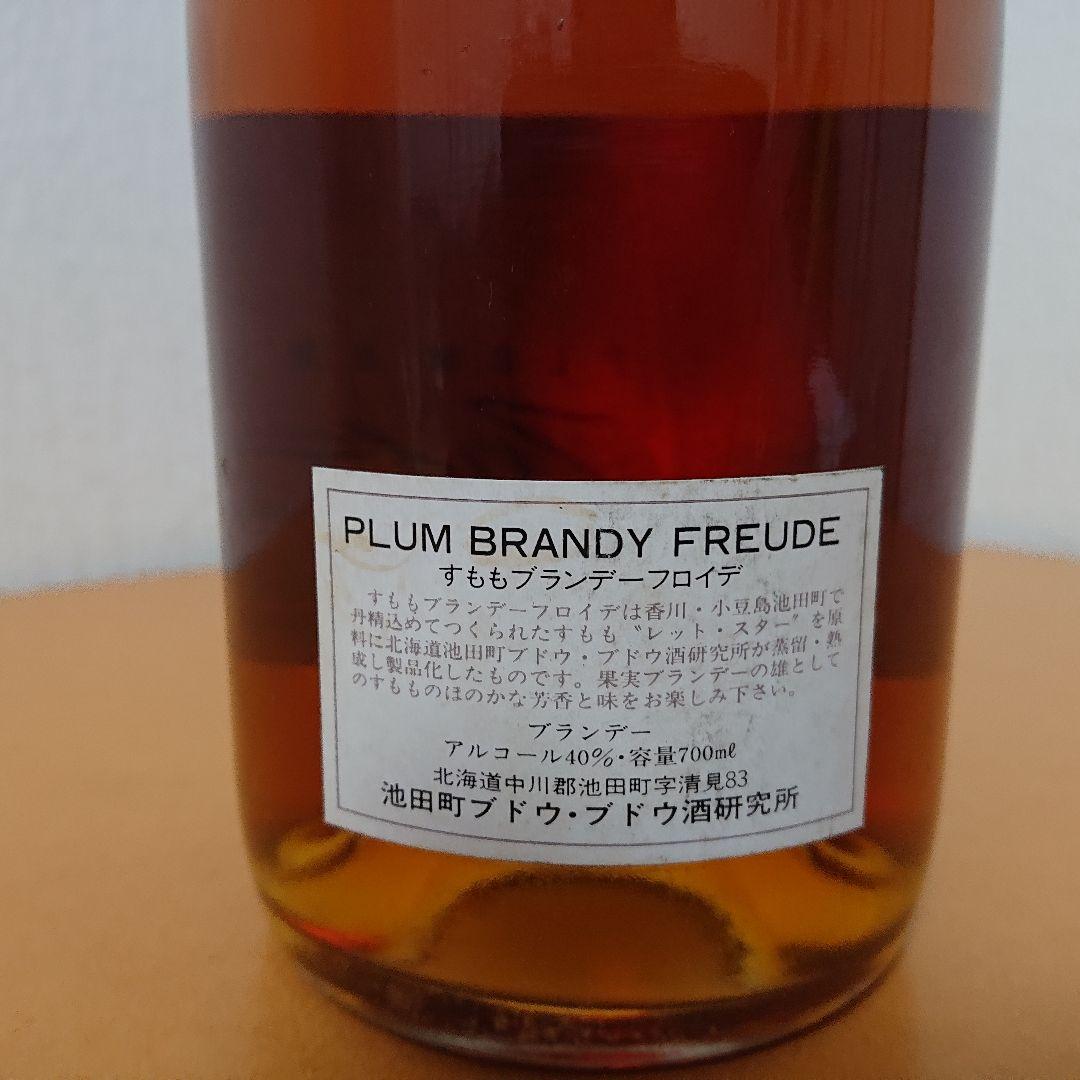 PLUM BRANDY FREUDE
すももブランデーフロイデ
すももブランデーフロイデは香川・小豆島池田町で
丹精込めてつくられたすもも〝レット・スター〟を原
料に北海道池田町ブドウ・ブドウ酒研究所が蒸留・熟
成し製品化したものです。果実ブランデーの雄として
のすもものほのかな芳香と味をお楽しみ下さい。
ブランデー
アルコール40%・容量700mℓ
北海道中川郡池田町字清見83
池田町ブドウ・ブドウ酒研究所